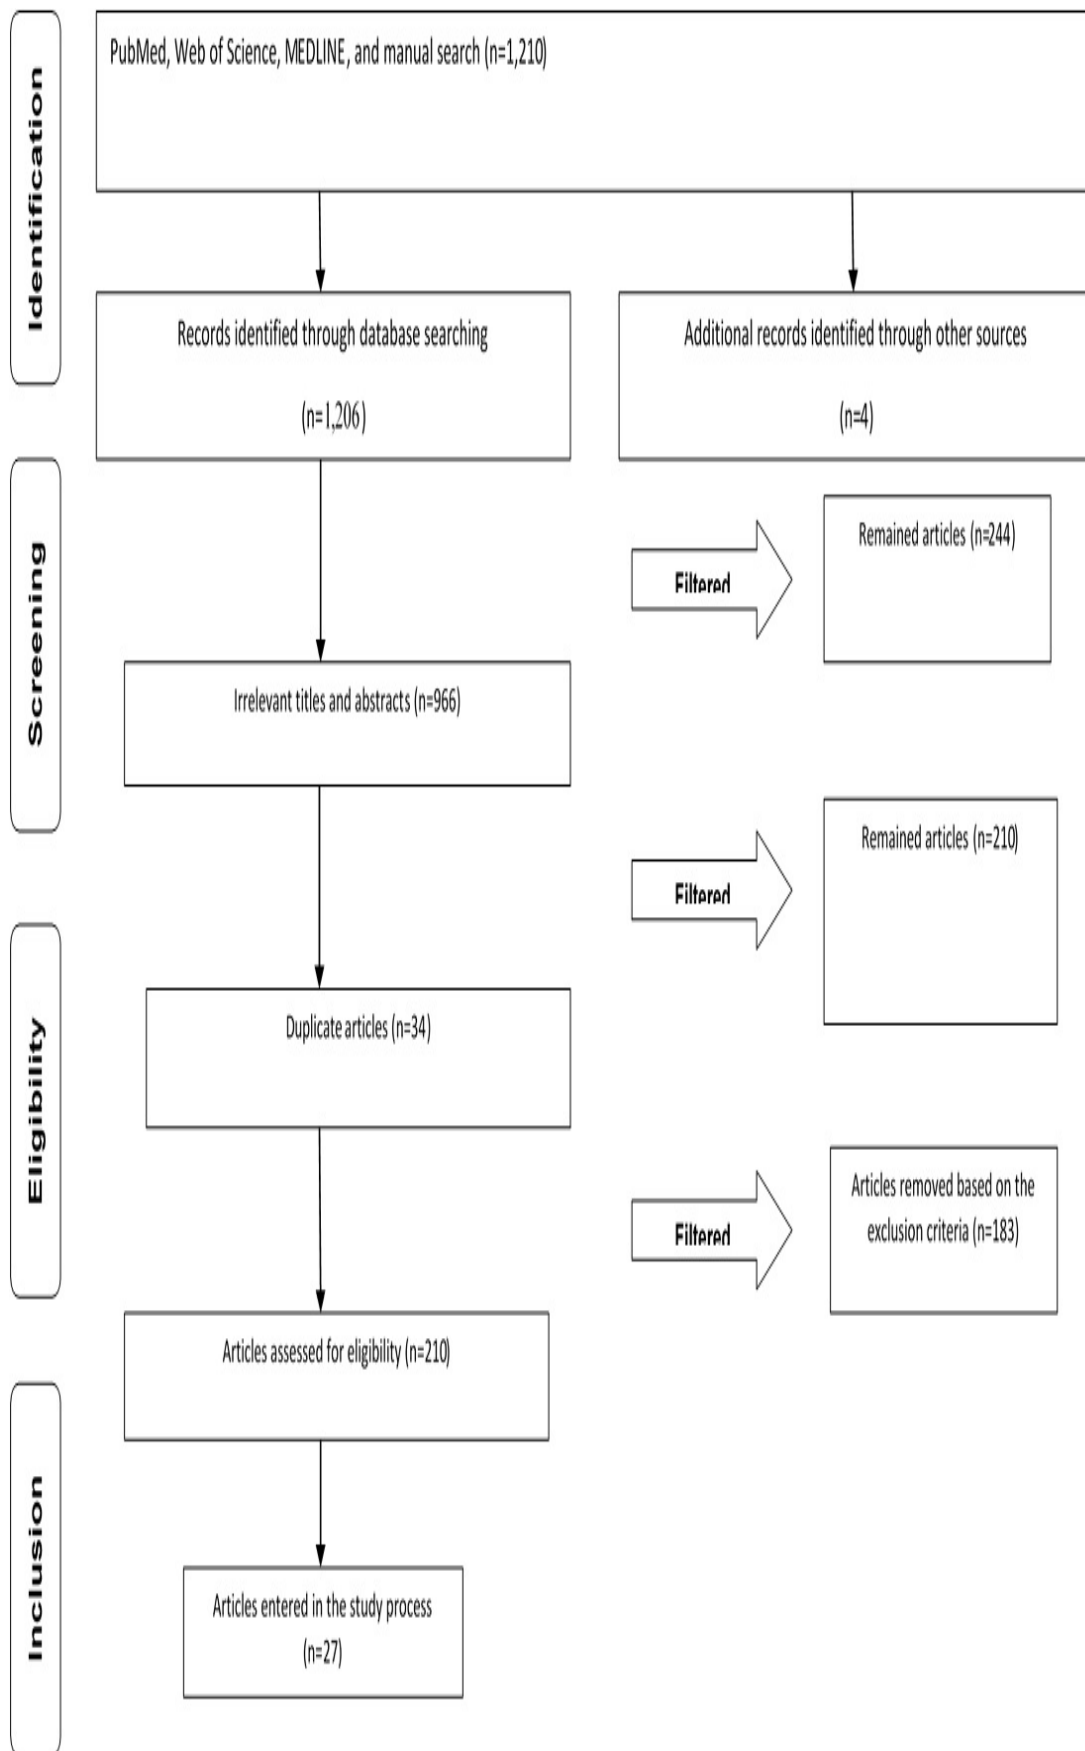 Identification
PubMed, Web of Science, MEDLINE, and manual search (n=1,210)
Records identified through database searching
(n=1,206)
Additional records identified through other sources
(n=4)
Screening
Filtered
Remained articles (n=244)
Irrelevant titles and abstracts (n=966)
Filtered
Remained articles (n=210)
Eligibility
Duplicate articles (n=34)
Filtered
Articles removed based on the
exclusion criteria (n=183)
Articles assessed for eligibility (n=210)
Inclusion
Articles entered in the study process
(n=27)